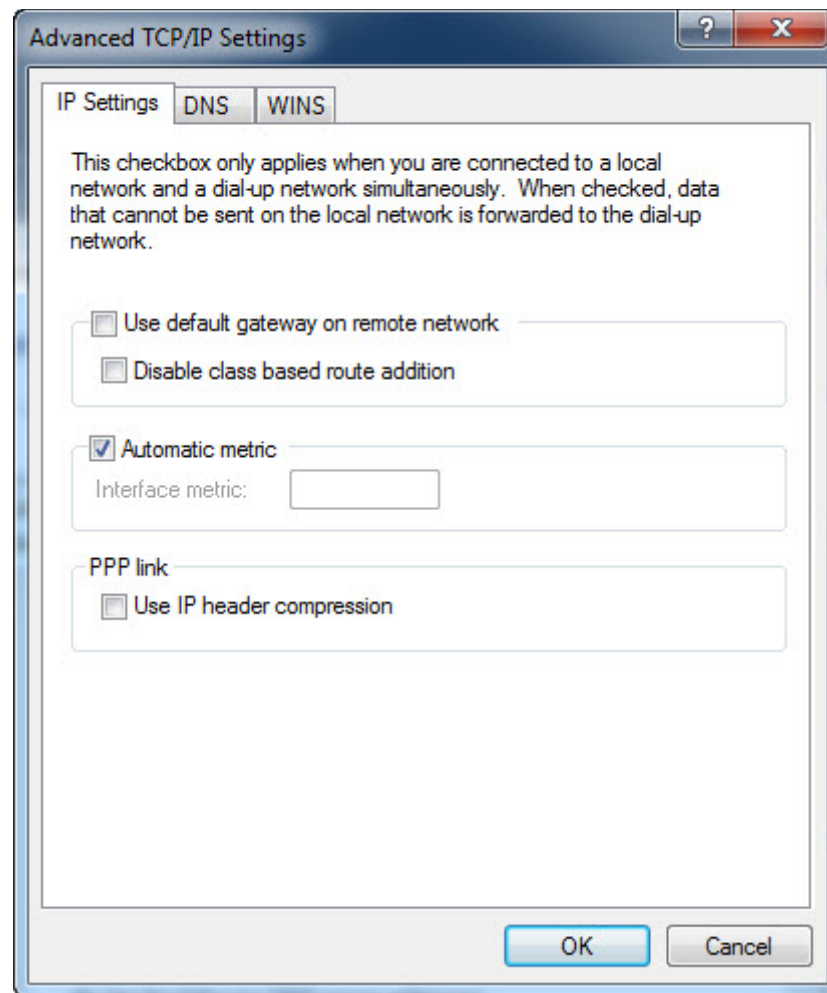 Advanced TCP/IP Settings
?
X
IP Settings
DNS
WINS
This checkbox only applies when you are connected to a local
network and a dial-up network simultaneously.  When checked, data
that cannot be sent on the local network is forwarded to the dial-up
network.
Use default gateway on remote network
Disable class based route addition
Automatic metric
Interface metric:
PPP link
Use IP header compression
OK
Cancel